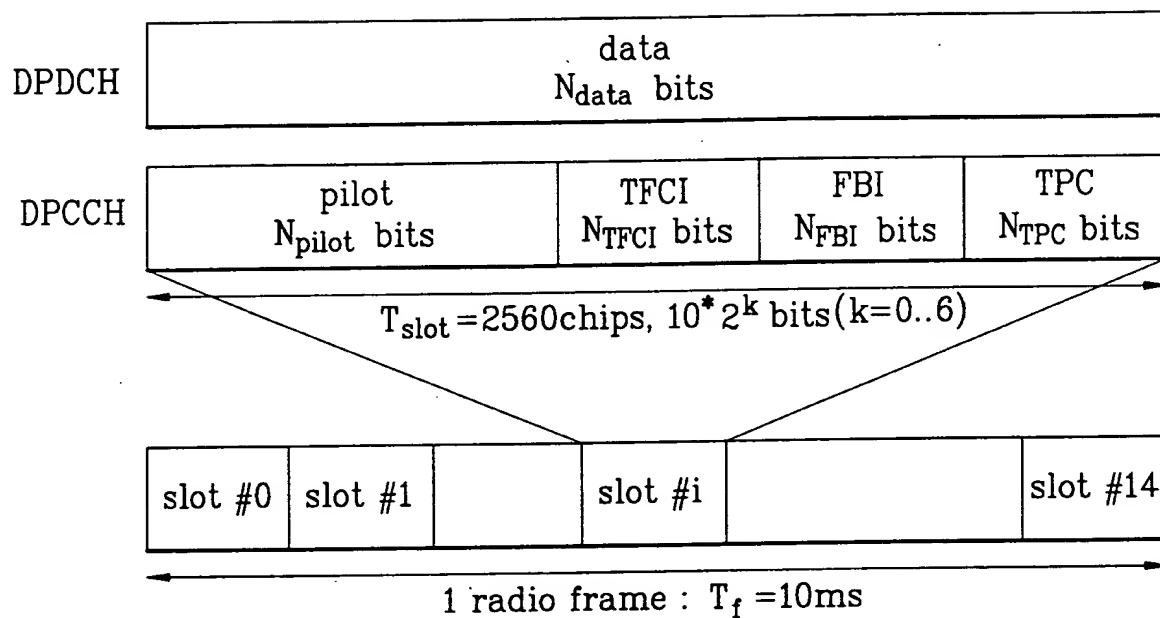 DPDCH
data
N_data bits
DPCCH
pilot
N_pilot bits
TFCI
N_TFCI bits
FBI
N_FBI bits
TPC
N_TPC bits
T_slot=2560chips, 10* 2^k bits(k=0..6)
slot #0
slot #1
slot #i
slot #14
1 radio frame : T_f =10ms